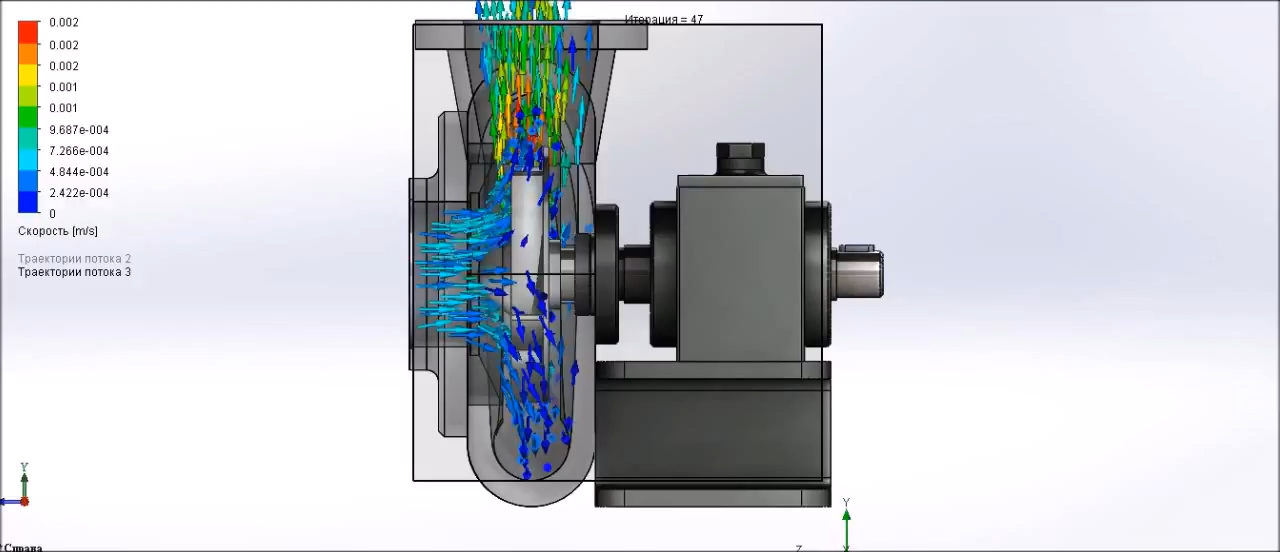 Итерация = 47
0.002
0.002
0.002
0.001
0.001
9.687e-004
7.266e-004
4.844e-004
2.422e-004
0
Скорость [m/s]
Траектории потока 2
Траектории потока 3
Y
Y
Z
*Справа